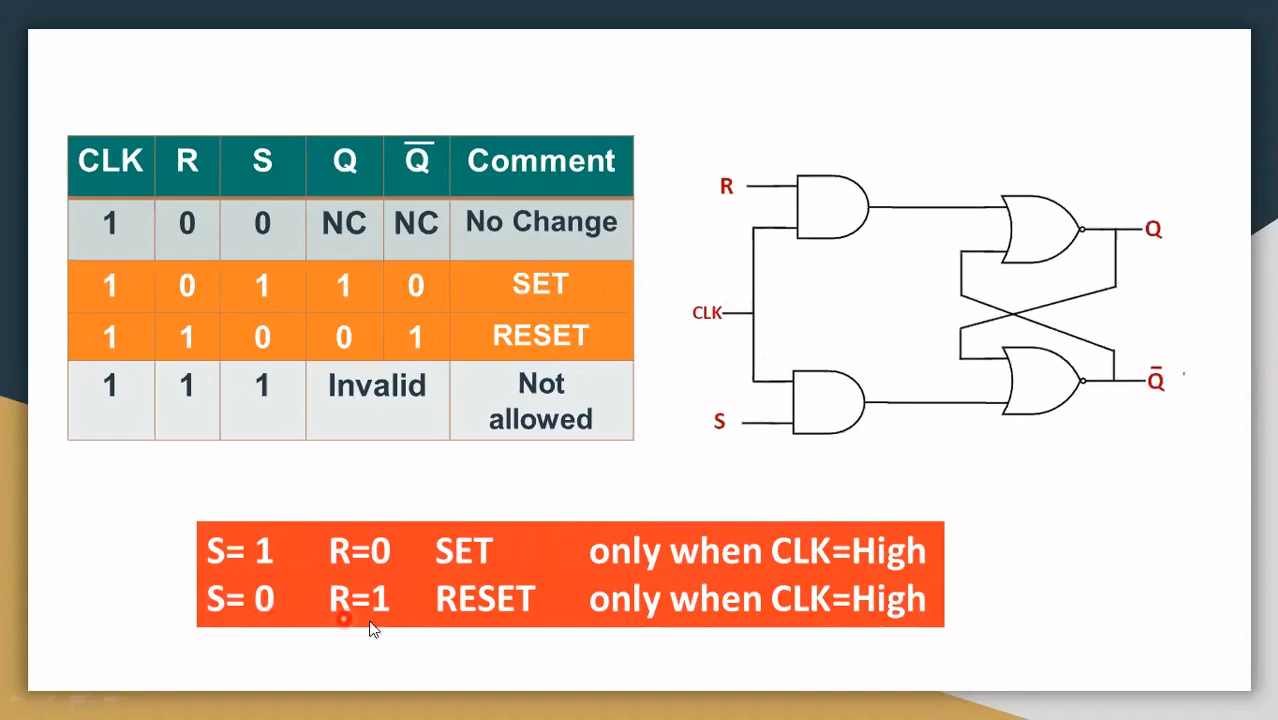 CLK R S Q Q̅ Comment
1 0 0 NC NC No Change
1 0 1 1 0 SET
1 1 0 0 1 RESET
1 1 1 Invalid Not
allowed
R
Q
CLK
Q̅
S
S= 1 R=0 SET only when CLK=High
S= 0 R=1 RESET only when CLK=High